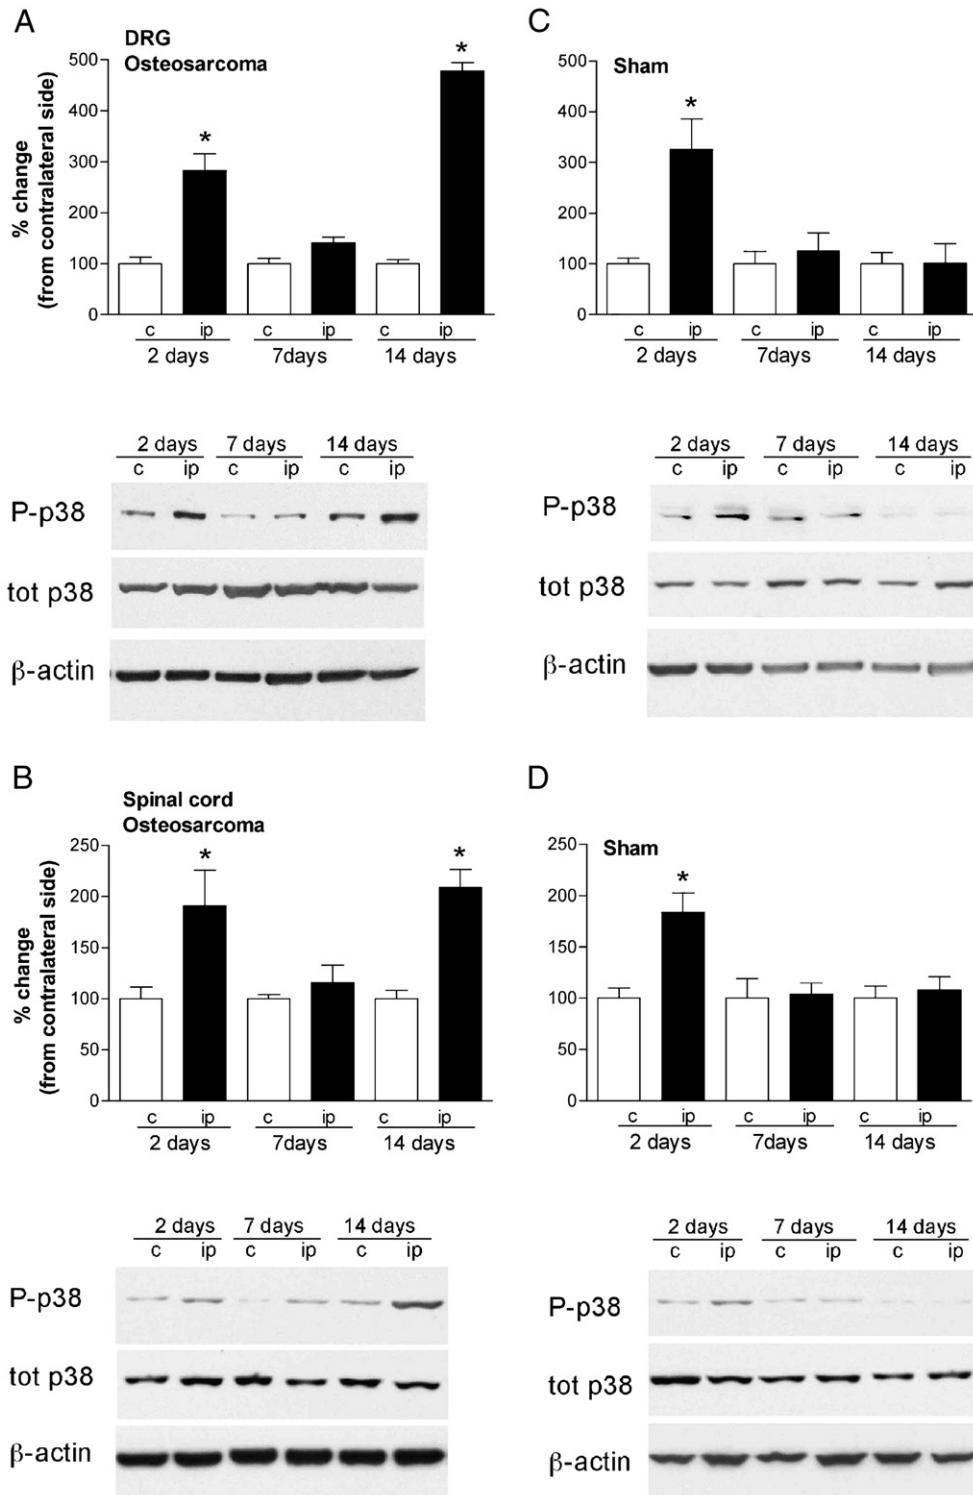 A
DRG
Osteosarcoma
% change
(from contralateral side)
500
400
300
200
100
0
*
*
c ip c ip c ip
2 days 7days 14 days
2 days 7 days 14 days
c ip c ip c ip
P-p38
tot p38
β-actin
C
Sham
500
400
300
200
100
0
*
c ip c ip c ip
2 days 7days 14 days
2 days 7 days 14 days
c ip c ip c ip
P-p38
tot p38
β-actin
B
Spinal cord
Osteosarcoma
% change
(from contralateral side)
250
200
150
100
50
0
*
*
c ip c ip c ip
2 days 7days 14 days
2 days 7 days 14 days
c ip c ip c ip
P-p38
tot p38
β-actin
D
Sham
250
200
150
100
50
0
*
c ip c ip c ip
2 days 7days 14 days
2 days 7 days 14 days
c ip c ip c ip
P-p38
tot p38
β-actin